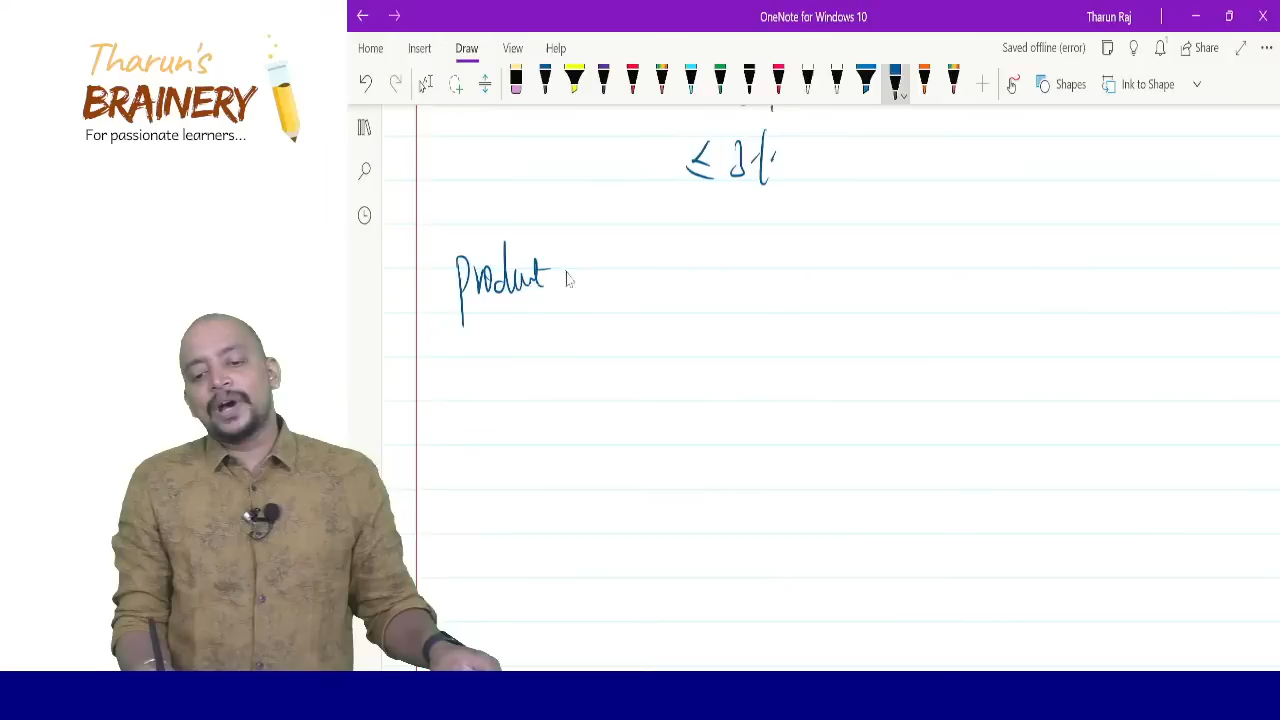 Tharun's
BRAINERY
For passionate learners...
OneNote for Windows 10
Tharun Raj
Home Insert Draw View Help
Saved offline (error)
Share
Shapes
Ink to Shape
≤ 3%
product